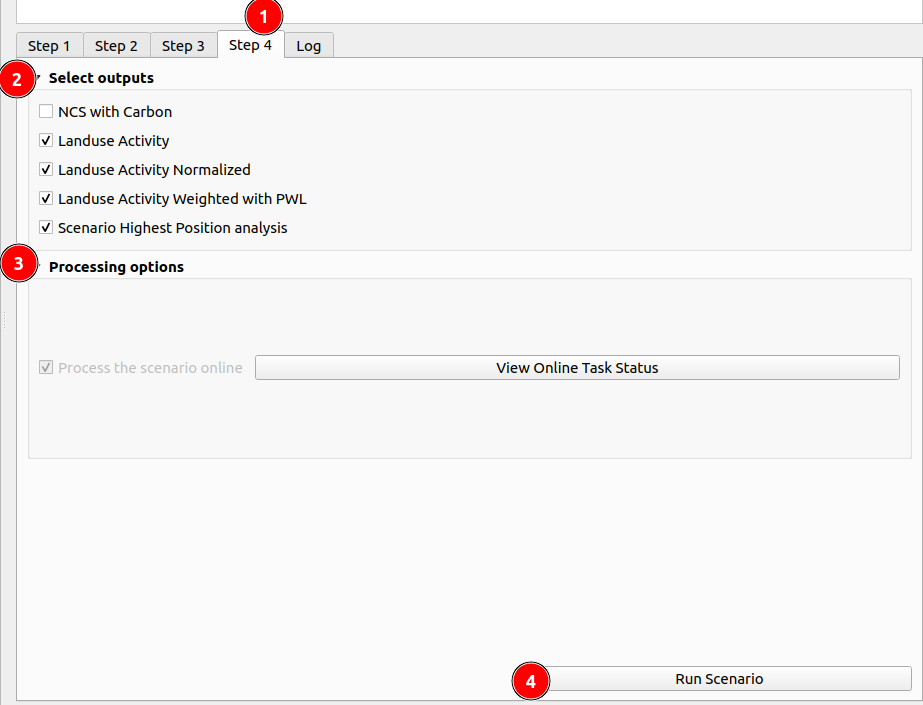 1
Step 1 Step 2 Step 3 Step 4 Log
2 Select outputs
NCS with Carbon
Landuse Activity
Landuse Activity Normalized
Landuse Activity Weighted with PWL
Scenario Highest Position analysis
3 Processing options
Process the scenario online View Online Task Status
4 Run Scenario